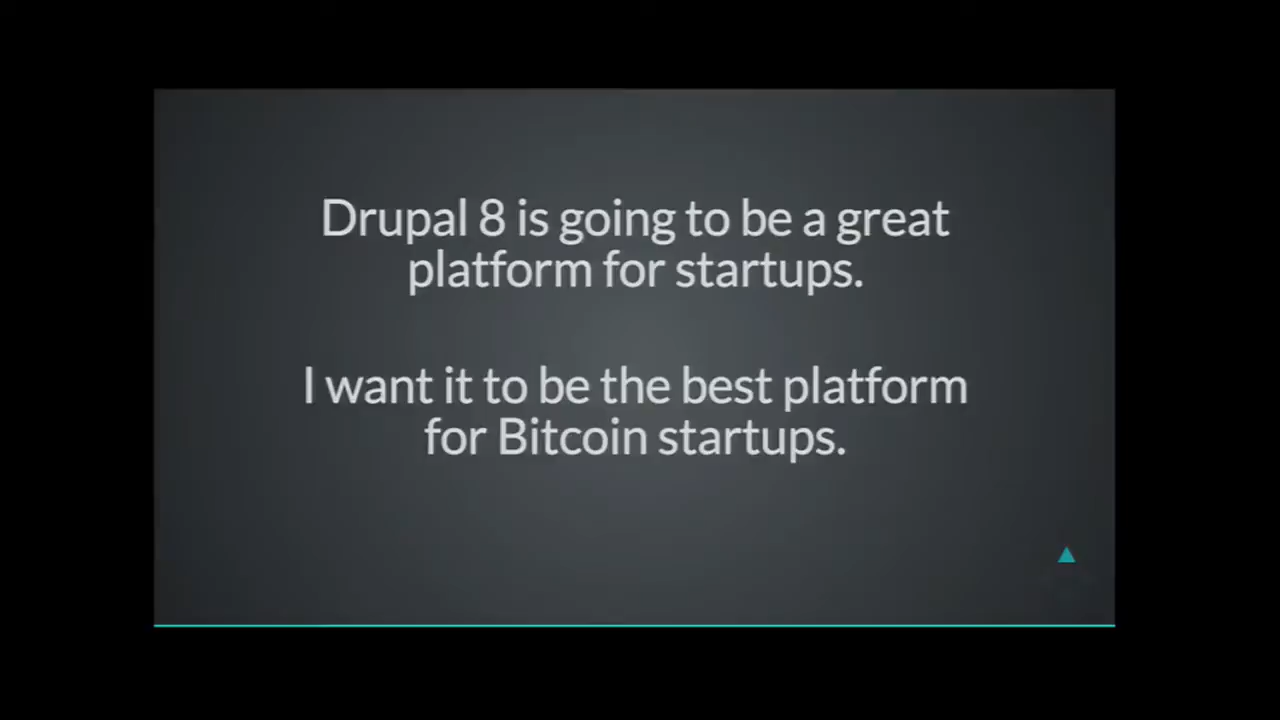 Drupal 8 is going to be a great
platform for startups.
I want it to be the best platform
for Bitcoin startups.